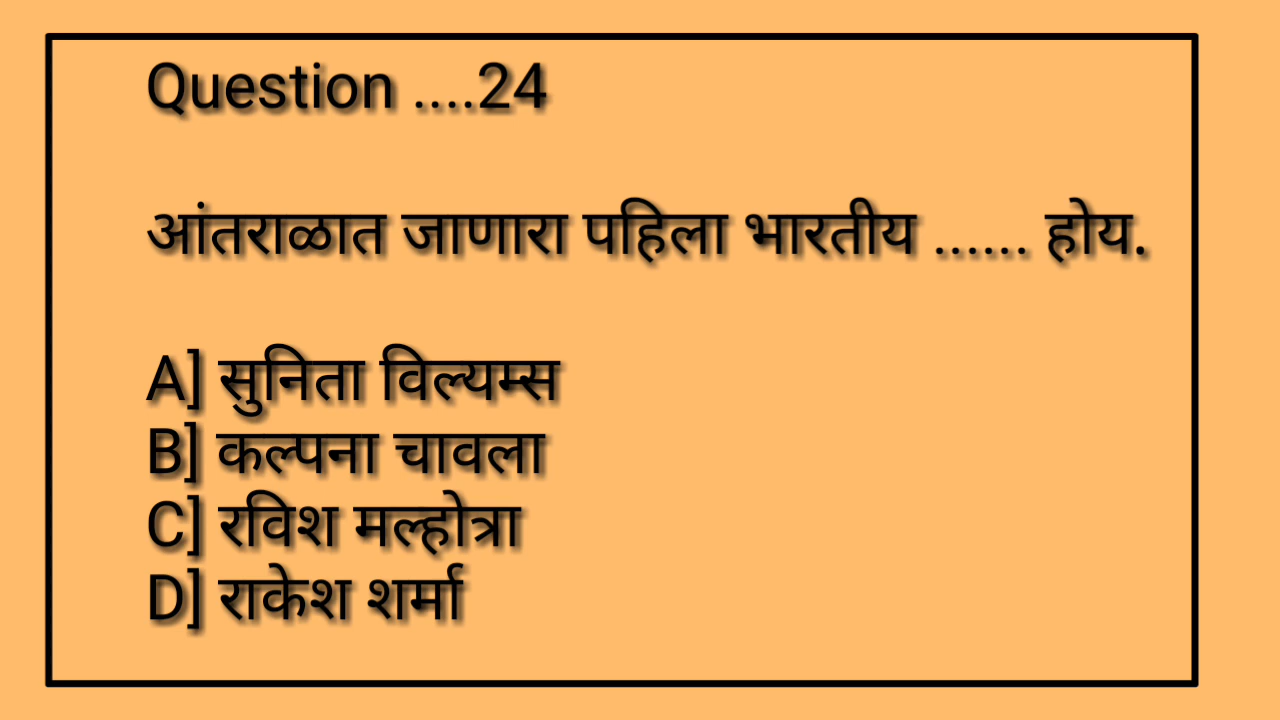 Question ....24
आंतराळात जाणारा पहिला भारतीय ...... होय.
A] सुनिता विल्यम्स
B] कल्पना चावला
C] रविश मल्होत्रा
D] राकेश शर्मा